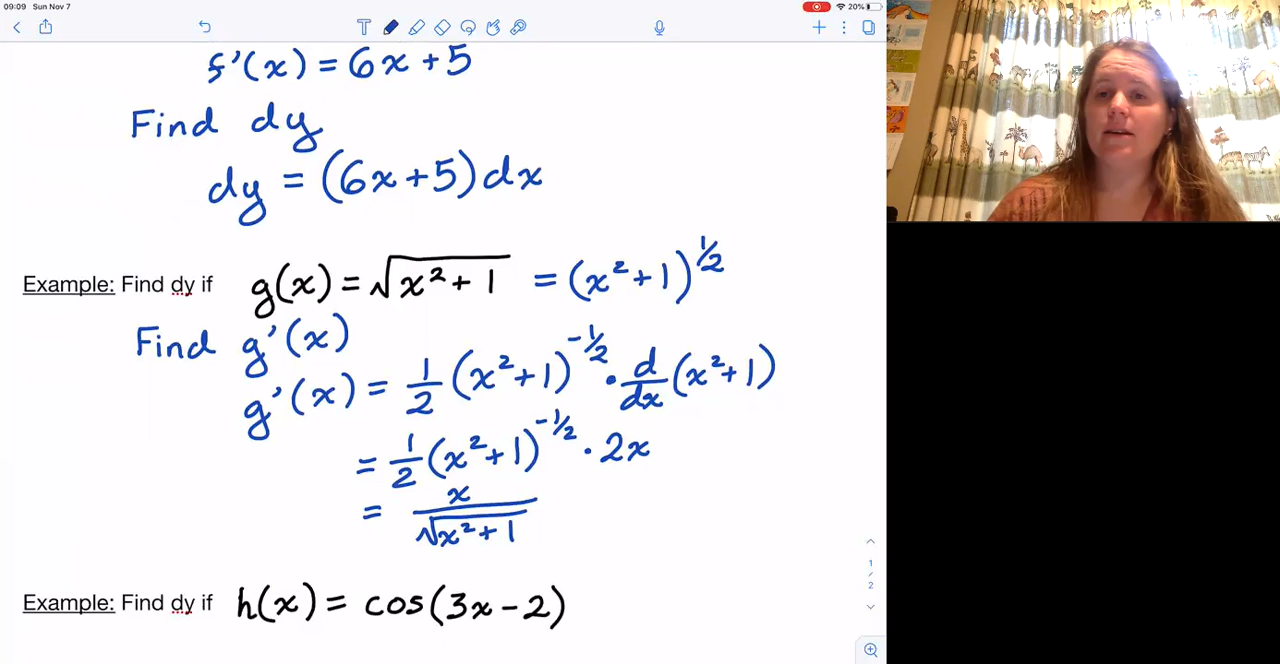 09:09 Sun Nov 7
20%
T
f'(x) = 6x + 5
Find dy
dy = (6x + 5) dx
Example: Find dy if g(x) = √(x² + 1) = (x² + 1)^(1/2)
Find g'(x)
g'(x) = 1/2 (x² + 1)^(-1/2) · d/dx (x² + 1)
= 1/2 (x² + 1)^(-1/2) · 2x
= x/√(x² + 1)
1
/
2
Example: Find dy if h(x) = cos(3x - 2)